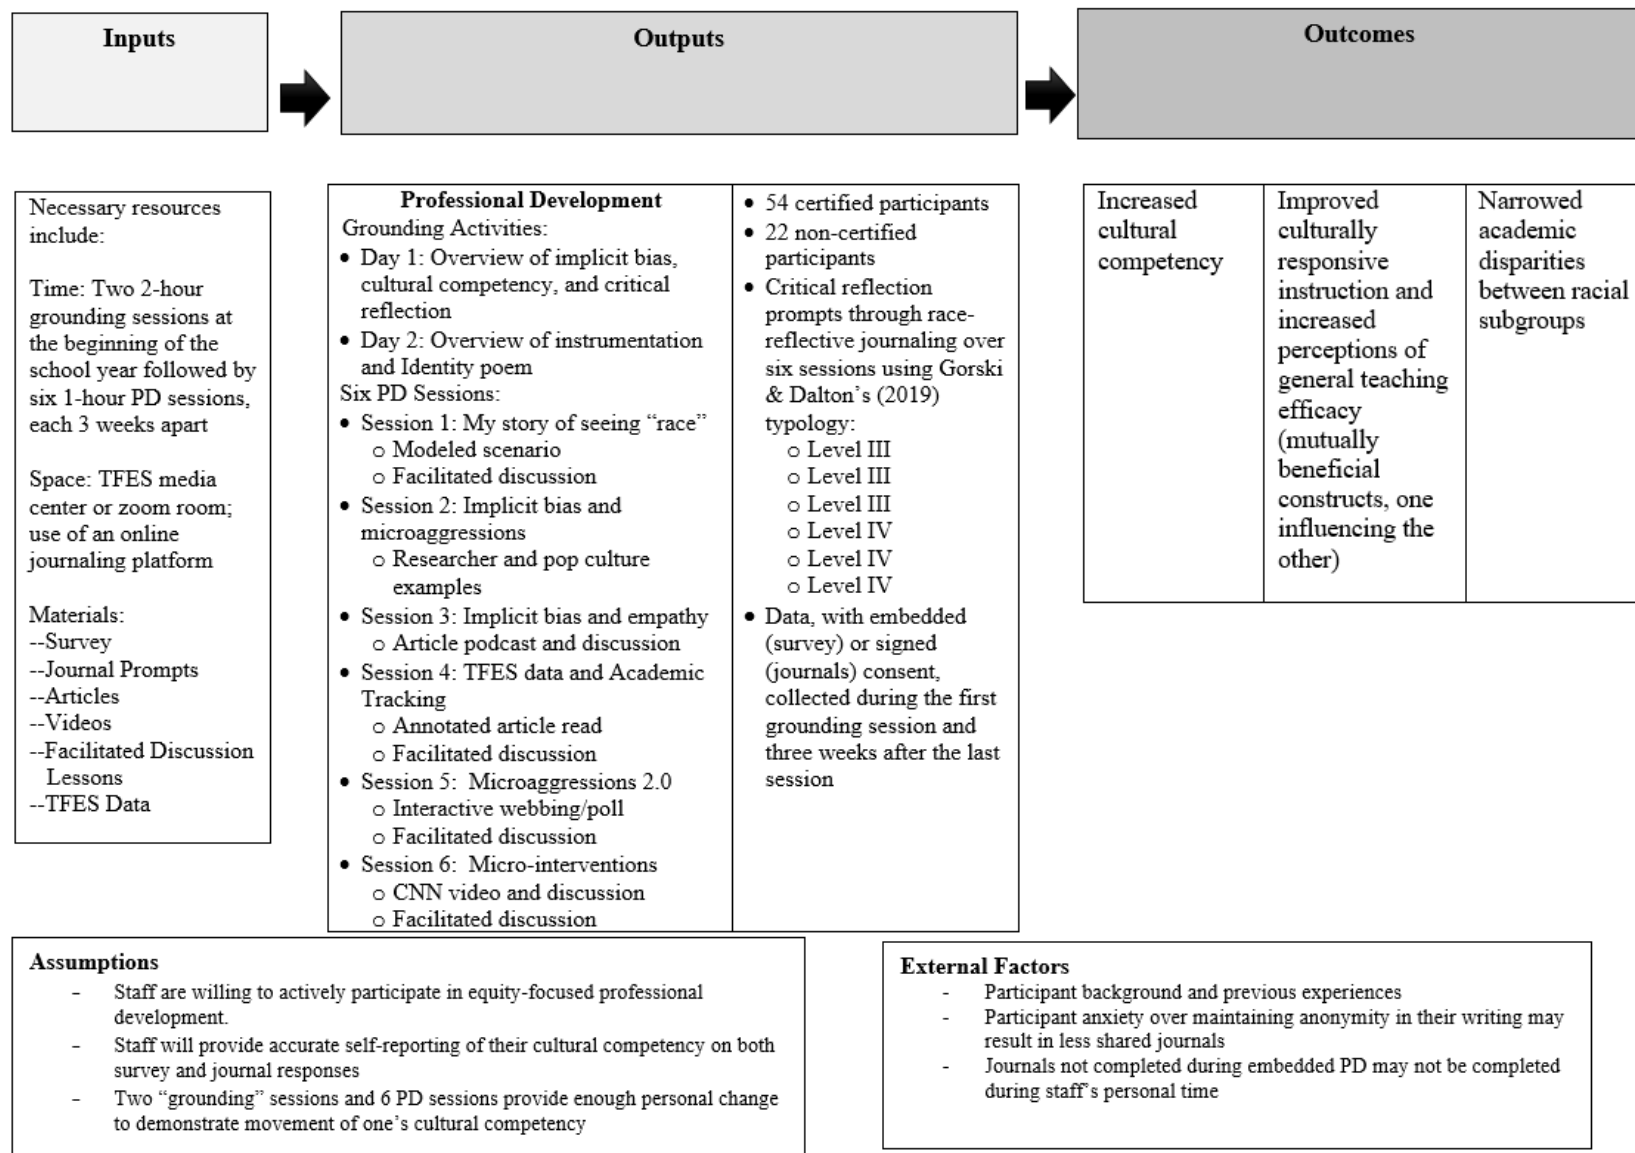 Inputs
Outputs
Outcomes
Necessary resources
include:
Time: Two 2-hour
grounding sessions at
the beginning of the
school year followed by
six 1-hour PD sessions,
each 3 weeks apart
Space: TFES media
center or zoom room;
use of an online
journaling platform
Materials:
--Survey
--Journal Prompts
--Articles
--Videos
--Facilitated Discussion
Lessons
--TFES Data
Professional Development
Grounding Activities:
• Day 1: Overview of implicit bias,
cultural competency, and critical
reflection
• Day 2: Overview of instrumentation
and Identity poem
Six PD Sessions:
• Session 1: My story of seeing “race”
o Modeled scenario
o Facilitated discussion
• Session 2: Implicit bias and
microaggressions
o Researcher and pop culture
examples
• Session 3: Implicit bias and empathy
o Article podcast and discussion
• Session 4: TFES data and Academic
Tracking
o Annotated article read
o Facilitated discussion
• Session 5:  Microaggressions 2.0
o Interactive webbing/poll
o Facilitated discussion
• Session 6:  Micro-interventions
o CNN video and discussion
o Facilitated discussion
• 54 certified participants
• 22 non-certified
participants
• Critical reflection
prompts through race-
reflective journaling over
six sessions using Gorski
& Dalton’s (2019)
typology:
o Level III
o Level III
o Level III
o Level IV
o Level IV
o Level IV
• Data, with embedded
(survey) or signed
(journals) consent,
collected during the first
grounding session and
three weeks after the last
session
Increased
cultural
competency
Improved
culturally
responsive
instruction and
increased
perceptions of
general teaching
efficacy
(mutually
beneficial
constructs, one
influencing the
other)
Narrowed
academic
disparities
between racial
subgroups
Assumptions
- Staff are willing to actively participate in equity-focused professional
development.
- Staff will provide accurate self-reporting of their cultural competency on both
survey and journal responses
- Two “grounding” sessions and 6 PD sessions provide enough personal change
to demonstrate movement of one’s cultural competency
External Factors
- Participant background and previous experiences
- Participant anxiety over maintaining anonymity in their writing may
result in less shared journals
- Journals not completed during embedded PD may not be completed
during staff’s personal time